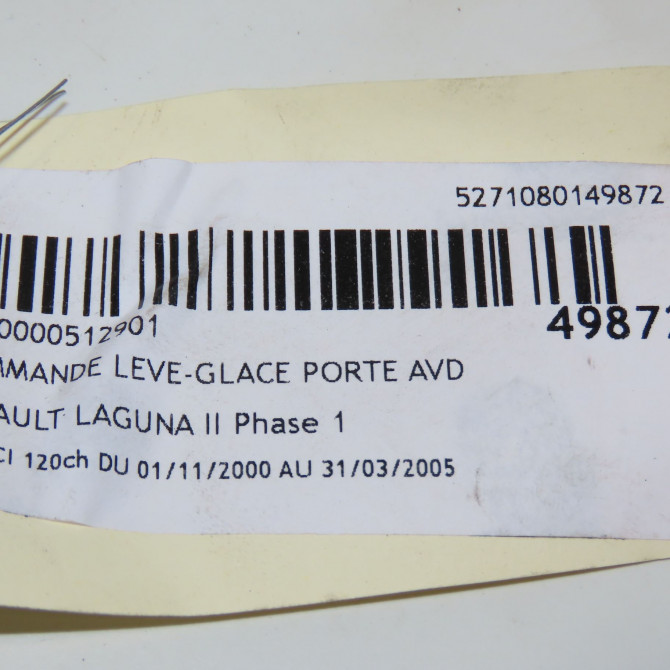 5271080149872
0000512901
49872
MMANDE LEVE-GLACE PORTE AVD
AULT LAGUNA II Phase 1
CI 120ch DU 01/11/2000 AU 31/03/2005